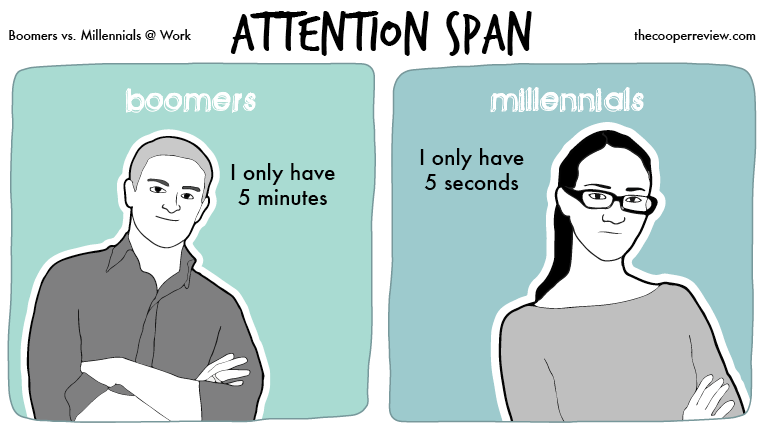 Boomers vs. Millennials @ Work
ATTENTION SPAN
thecooperreview.com
boomers
I only have
5 minutes
millennials
I only have
5 seconds